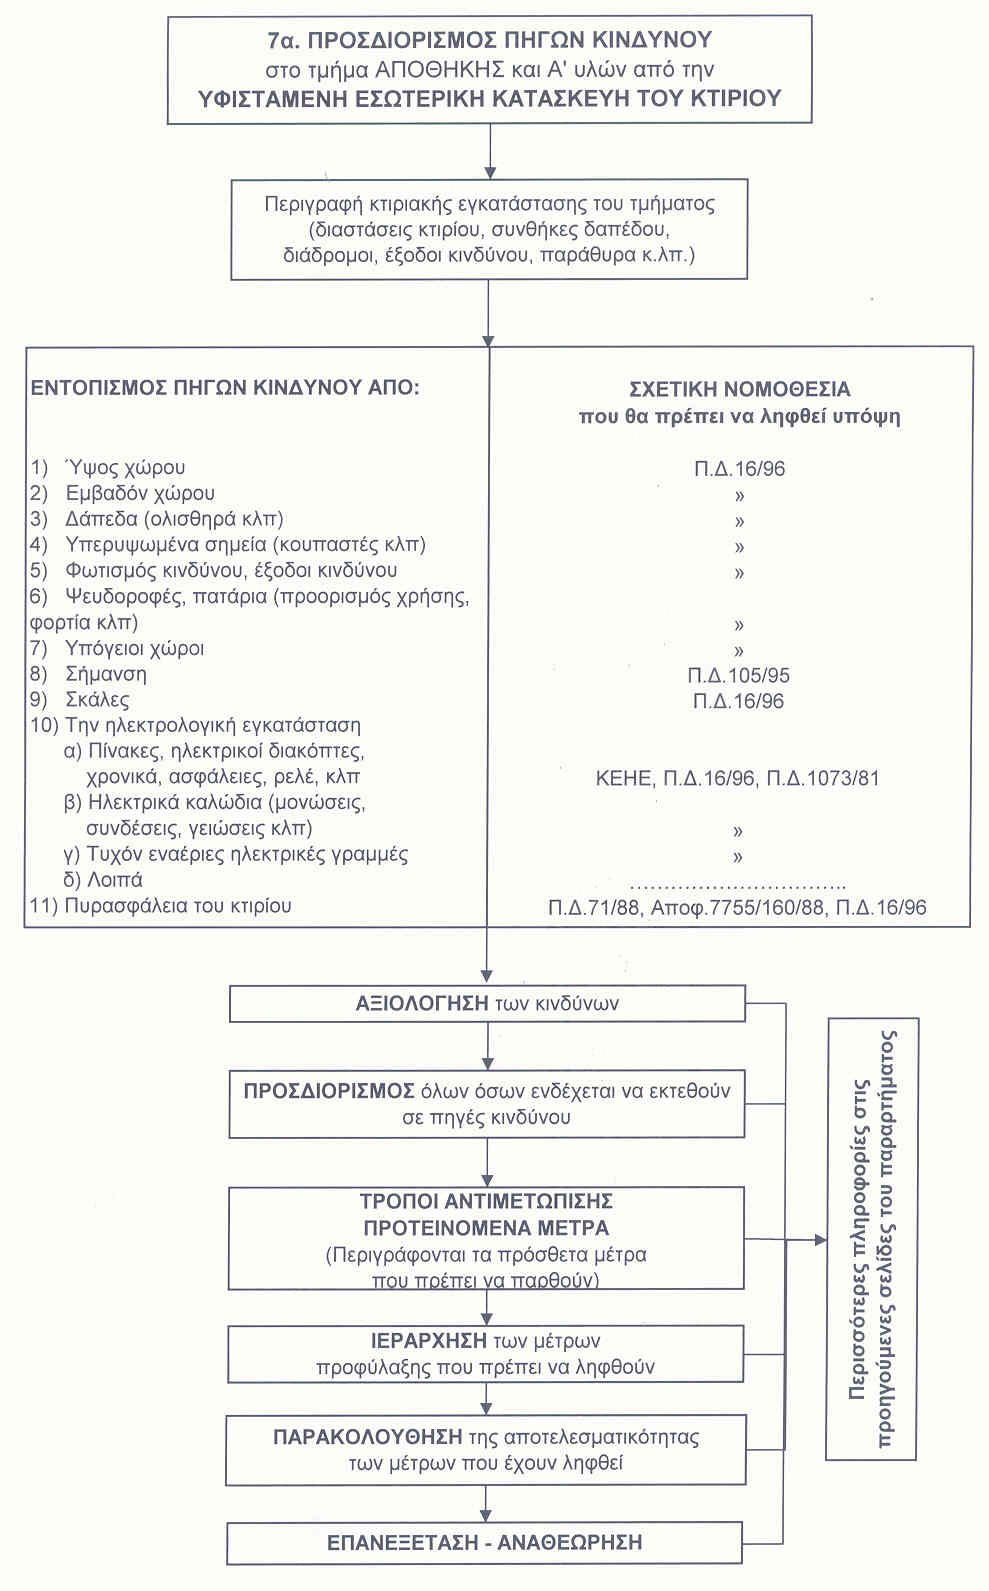 7α. ΠΡΟΣΔΙΟΡΙΣΜΟΣ ΠΗΓΩΝ ΚΙΝΔΥΝΟΥ
στο τμήμα ΑΠΟΘΗΚΗΣ και Α' υλών από την
ΥΦΙΣΤΑΜΕΝΗ ΕΣΩΤΕΡΙΚΗ ΚΑΤΑΣΚΕΥΗ ΤΟΥ ΚΤΙΡΙΟΥ
Περιγραφή κτιριακής εγκατάστασης του τμήματος
(διαστάσεις κτιρίου, συνθήκες δαπέδου,
διάδρομοι, έξοδοι κινδύνου, παράθυρα κ.λπ.)
ΕΝΤΟΠΙΣΜΟΣ ΠΗΓΩΝ ΚΙΝΔΥΝΟΥ ΑΠΟ:
ΣΧΕΤΙΚΗ ΝΟΜΟΘΕΣΙΑ
που θα πρέπει να ληφθεί υπόψη
1) Ύψος χώρου Π.Δ.16/96
2) Εμβαδόν χώρου »
3) Δάπεδα (ολισθηρά κλπ) »
4) Υπερυψωμένα σημεία (κουπαστές κλπ) »
5) Φωτισμός κινδύνου, έξοδοι κινδύνου »
6) Ψευδοροφές, πατάρια (προορισμός χρήσης,
φορτία κλπ) »
7) Υπόγειοι χώροι »
8) Σήμανση Π.Δ.105/95
9) Σκάλες Π.Δ.16/96
10) Την ηλεκτρολογική εγκατάσταση
α) Πίνακες, ηλεκτρικοί διακόπτες,
χρονικά, ασφάλειες, ρελέ, κλπ ΚΕΗΕ, Π.Δ.16/96, Π.Δ.1073/81
β) Ηλεκτρικά καλώδια (μονώσεις,
συνδέσεις, γειώσεις κλπ) »
γ) Τυχόν εναέριες ηλεκτρικές γραμμές »
δ) Λοιπά ................................
11) Πυρασφάλεια του κτιρίου Π.Δ.71/88, Αποφ.7755/160/88, Π.Δ.16/96
ΑΞΙΟΛΟΓΗΣΗ των κινδύνων
ΠΡΟΣΔΙΟΡΙΣΜΟΣ όλων όσων ενδέχεται να εκτεθούν
σε πηγές κινδύνου
ΤΡΟΠΟΙ ΑΝΤΙΜΕΤΩΠΙΣΗΣ
ΠΡΟΤΕΙΝΟΜΕΝΑ ΜΕΤΡΑ
(Περιγράφονται τα πρόσθετα μέτρα
που πρέπει να παρθούν)
ΙΕΡΑΡΧΗΣΗ των μέτρων
προφύλαξης που πρέπει να ληφθούν
ΠΑΡΑΚΟΛΟΥΘΗΣΗ της αποτελεσματικότητας
των μέτρων που έχουν ληφθεί
ΕΠΑΝΕΞΕΤΑΣΗ - ΑΝΑΘΕΩΡΗΣΗ
Περισσότερες πληροφορίες στις
προηγούμενες σελίδες του παραρτήματος